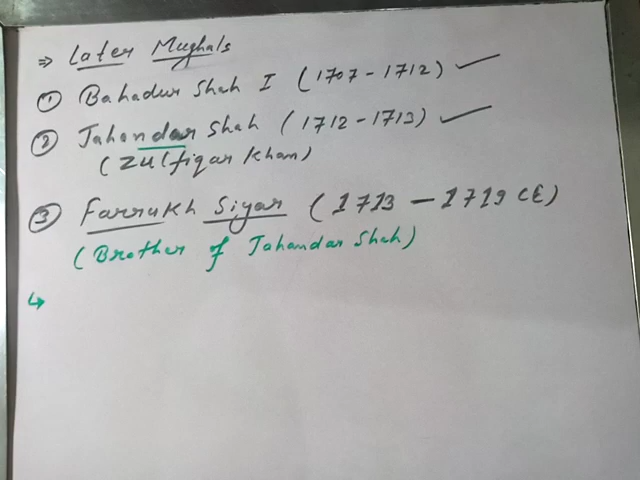 ⇒ Later Mughals
① Bahadur Shah I (1707-1712) ✓
② Jahandar Shah (1712-1713) ✓
(Zulfiqar Khan)
③ Farrukh Siyar (1713 - 1719 CE)
(Brother of Jahandar Shah)
↳